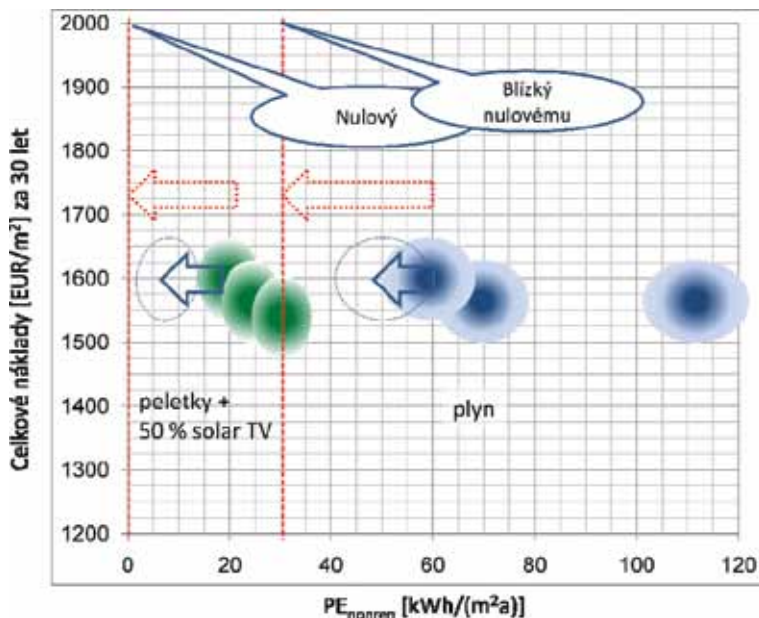 2000
1900
1800
1700
1600
1500
1400
1300
1200
Celkové náklady [EUR/m²] za 30 let
Nulový
Blízký
nulovému
peletky +
50 % solar TV
plyn
0
20
40
60
80
100
120
PEnonren [kWh/(m²a)]